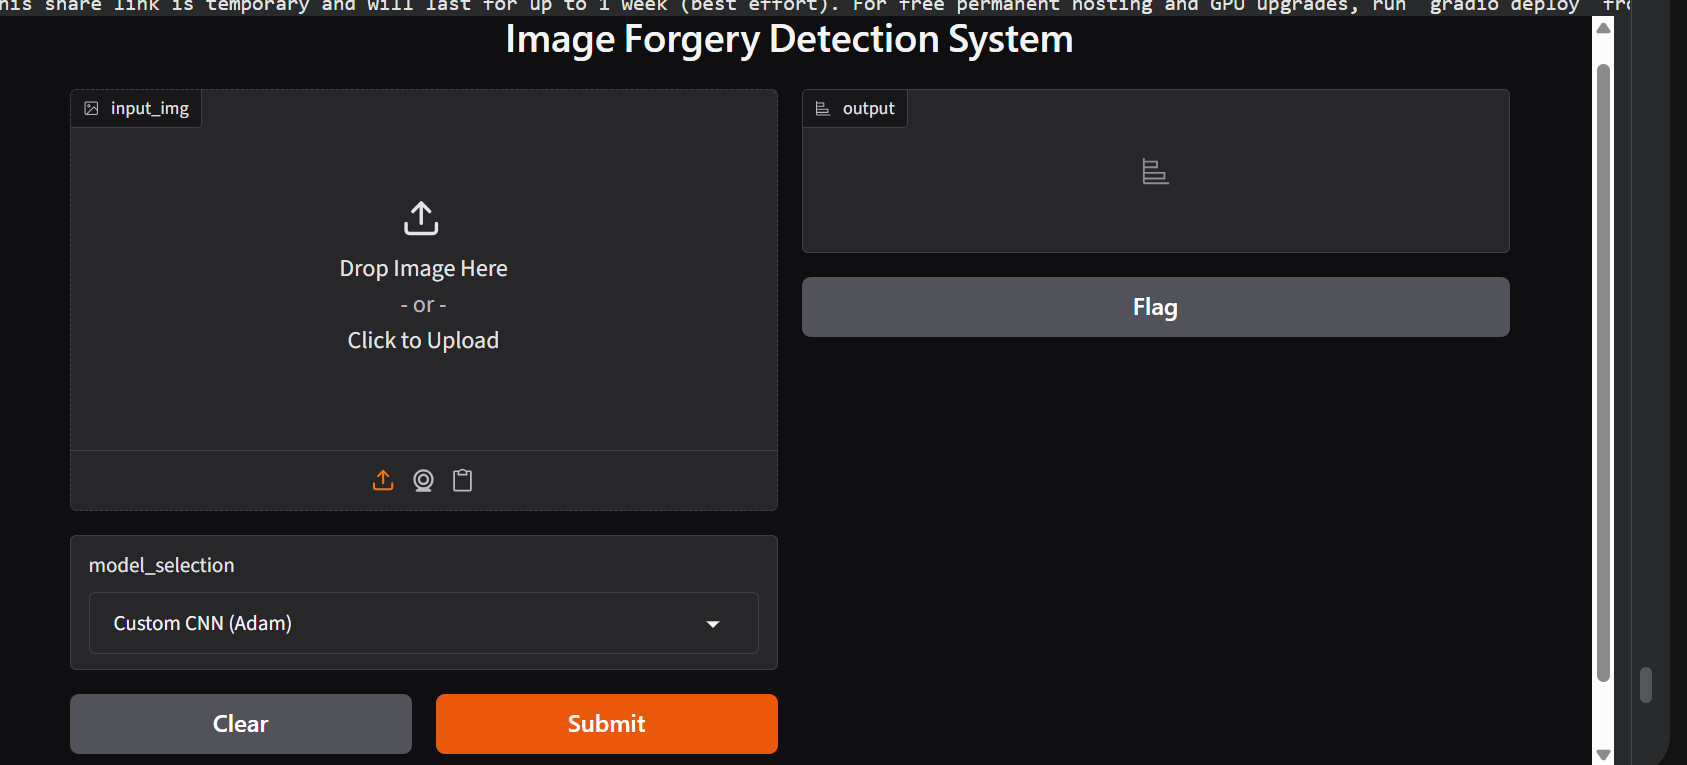 his share link is temporary and will last for up to 1 week (best effort). For free permanent hosting and GPU upgrades, run `gradio deploy` fro
Image Forgery Detection System
input_img
Drop Image Here
- or -
Click to Upload
model_selection
Custom CNN (Adam)
Clear
Submit
output
Flag